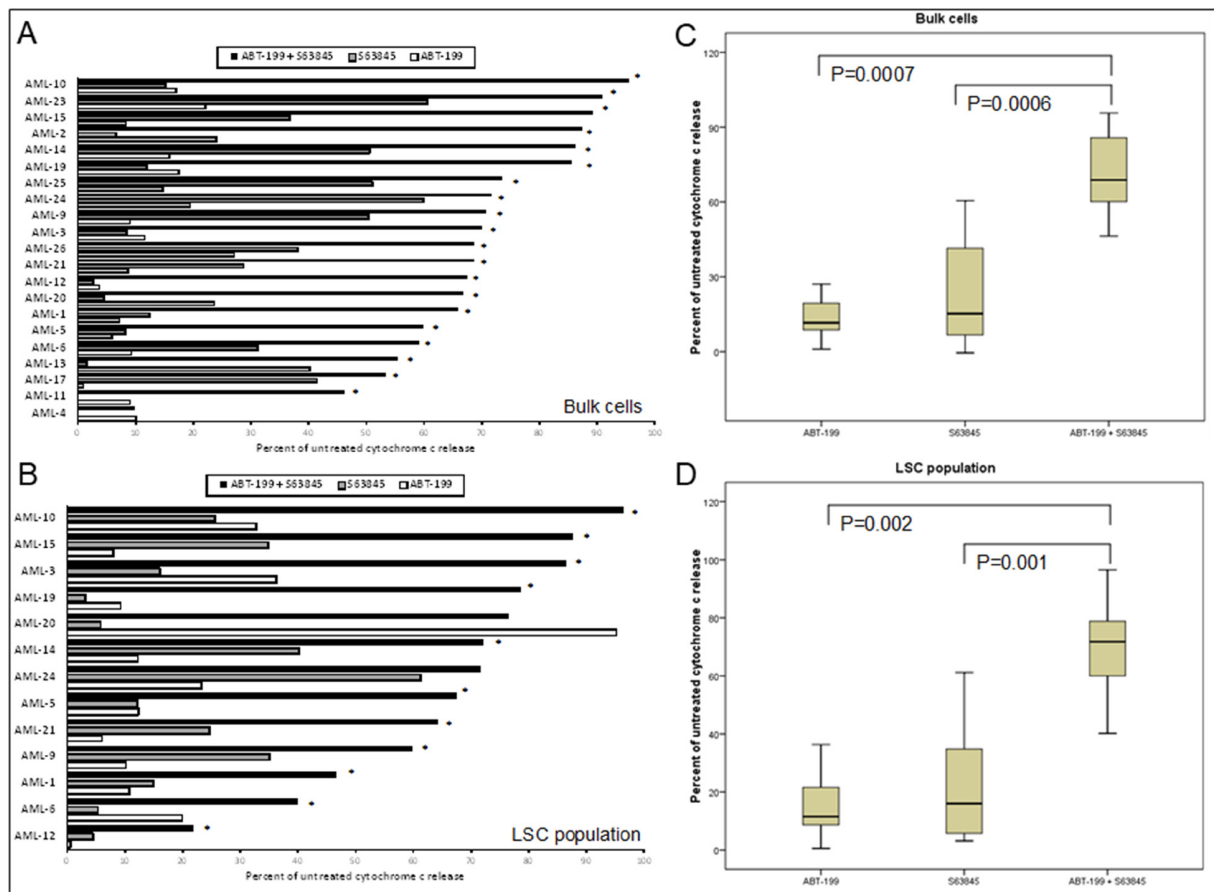 A
ABT-199 + S63845 S63845 ABT-199
AML-10
AML-23
AML-15
AML-2
AML-14
AML-19
AML-25
AML-24
AML-9
AML-3
AML-26
AML-21
AML-12
AML-20
AML-1
AML-5
AML-6
AML-13
AML-17
AML-11
AML-4
* * * * * * * * * * * * * * * * * * * *
Bulk cells
0 10 20 30 40 50 60 70 80 90 100
Percent of untreated cytochrome c release
B
ABT-199 + S63845 S63845 ABT-199
AML-10
AML-15
AML-3
AML-19
AML-20
AML-14
AML-24
AML-5
AML-21
AML-9
AML-1
AML-6
AML-12
* * * * * * * * * * *
LSC population
0 10 20 30 40 50 60 70 80 90 100
Percent of untreated cytochrome c release
C
Bulk cells
P=0.0007
P=0.0006
Percent of untreated cytochrome c release
120
90
60
30
0
ABT-199 S63845 ABT-199 + S63845
D
LSC population
P=0.002
P=0.001
Percent of untreated cytochrome c release
120
100
80
60
40
20
0
ABT-199 S63845 ABT-199 + S63845